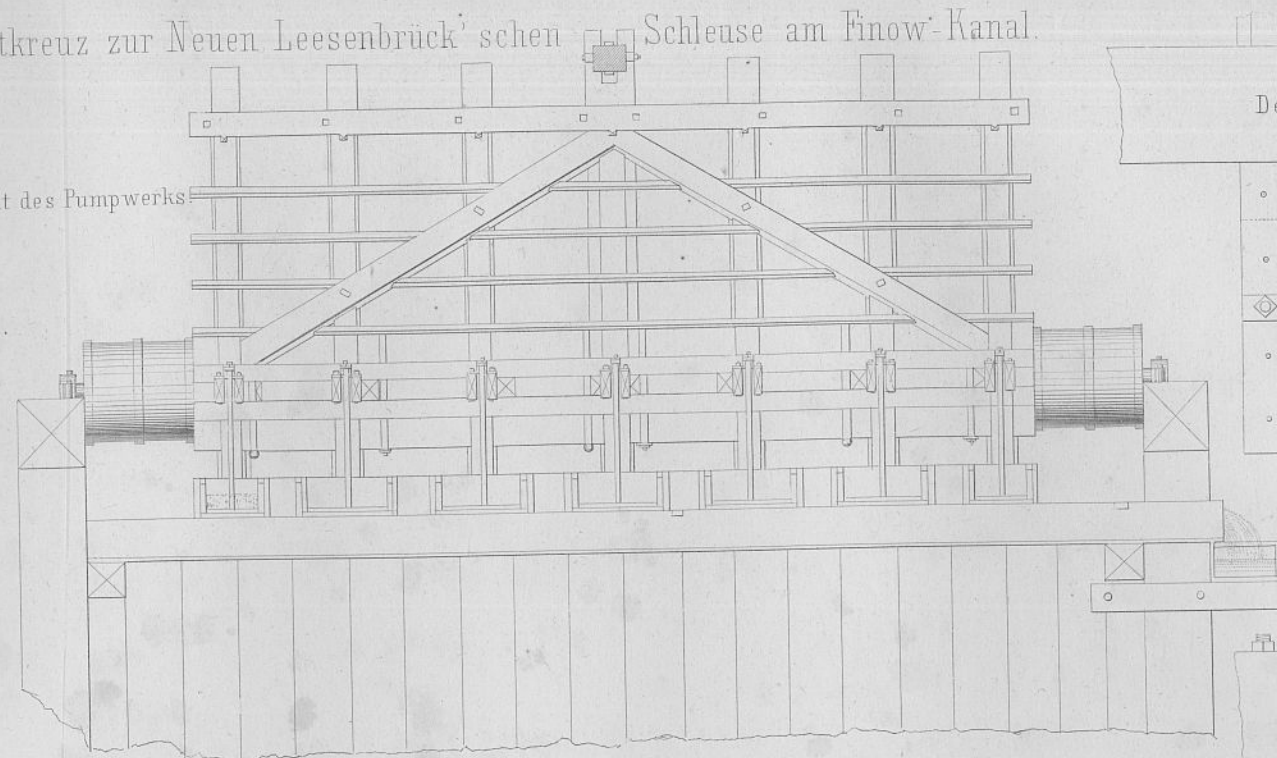 tkreuz zur Neuen Leesenbrück'schen Schleuse am Finow-Kanal.
t des Pumpwerks.
De